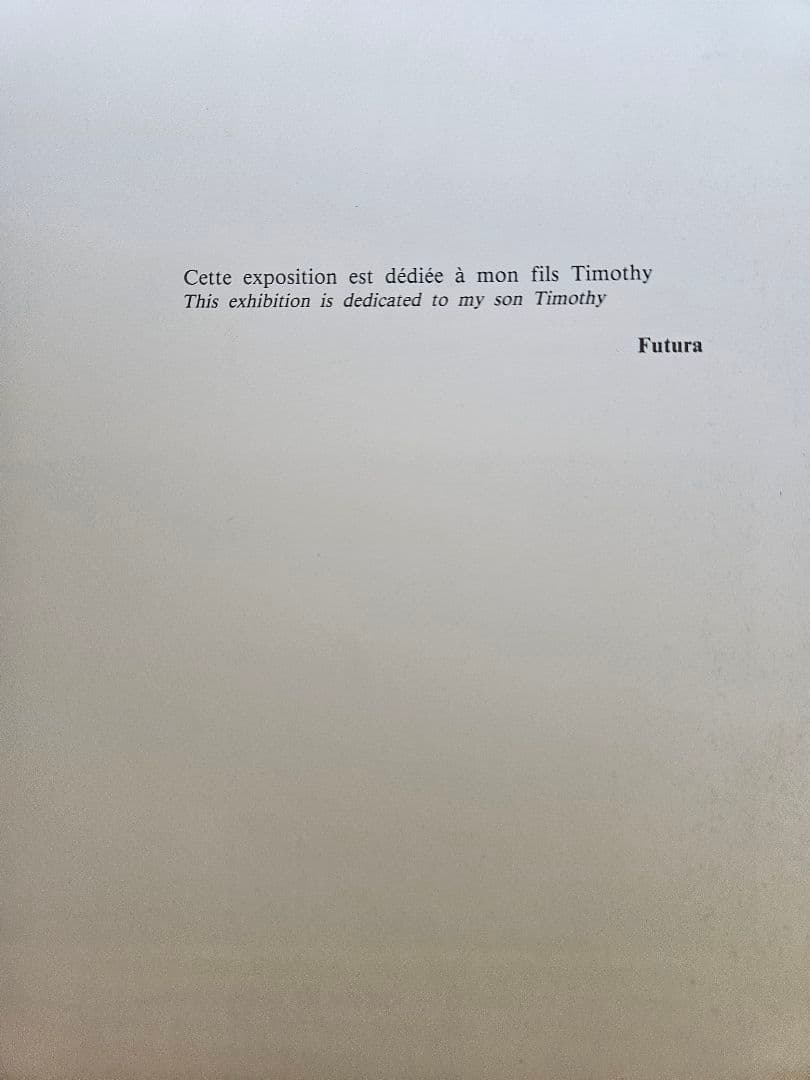 Cette exposition est dédiée à mon fils Timothy
This exhibition is dedicated to my son Timothy
Futura